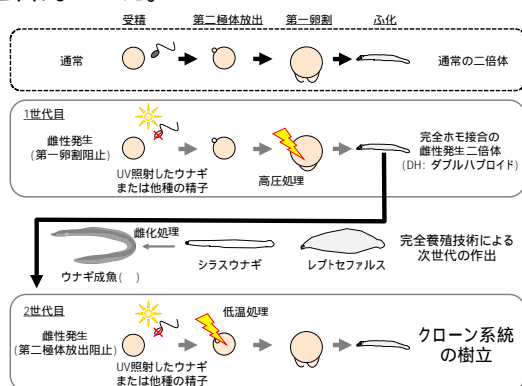 受精 第二極体放出 第一卵割 ふ化
通常
通常の二倍体
1世代目
雌性発生
(第一卵割阻止)
UV照射したウナギ
または他種の精子
高圧処理
完全ホモ接合の
雌性発生二倍体
(DH: ダブルハプロイド)
雌化処理
ウナギ成魚( )
シラスウナギ
レプトセファルス
完全養殖技術による
次世代の作出
2世代目
雌性発生
(第二極体放出阻止)
UV照射したウナギ
または他種の精子
低温処理
クローン系統
の樹立